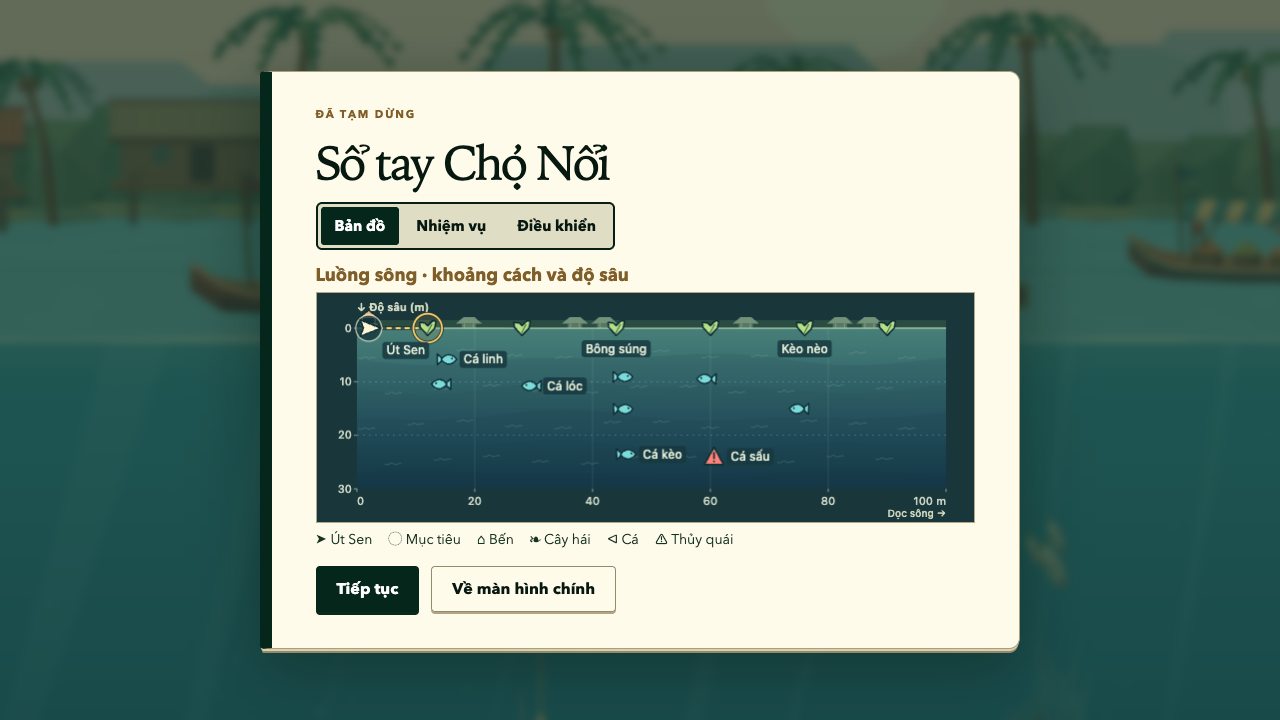 ĐÃ TẠM DỪNG
Sổ tay Chợ Nổi
Bản đồ Nhiệm vụ Điều khiển
Luồng sông · khoảng cách và độ sâu
↓ Độ sâu (m)
0
Út Sen Bông súng Kèo nèo
Cá linh
10
Cá lóc
20
Cá kèo Cá sấu
30
0 20 40 60 80 100 m
Dọc sông →
➤ Út Sen ◌ Mục tiêu ⌂ Bến ❧ Cây hái ⊲ Cá ⚠ Thủy quái
Tiếp tục Về màn hình chính